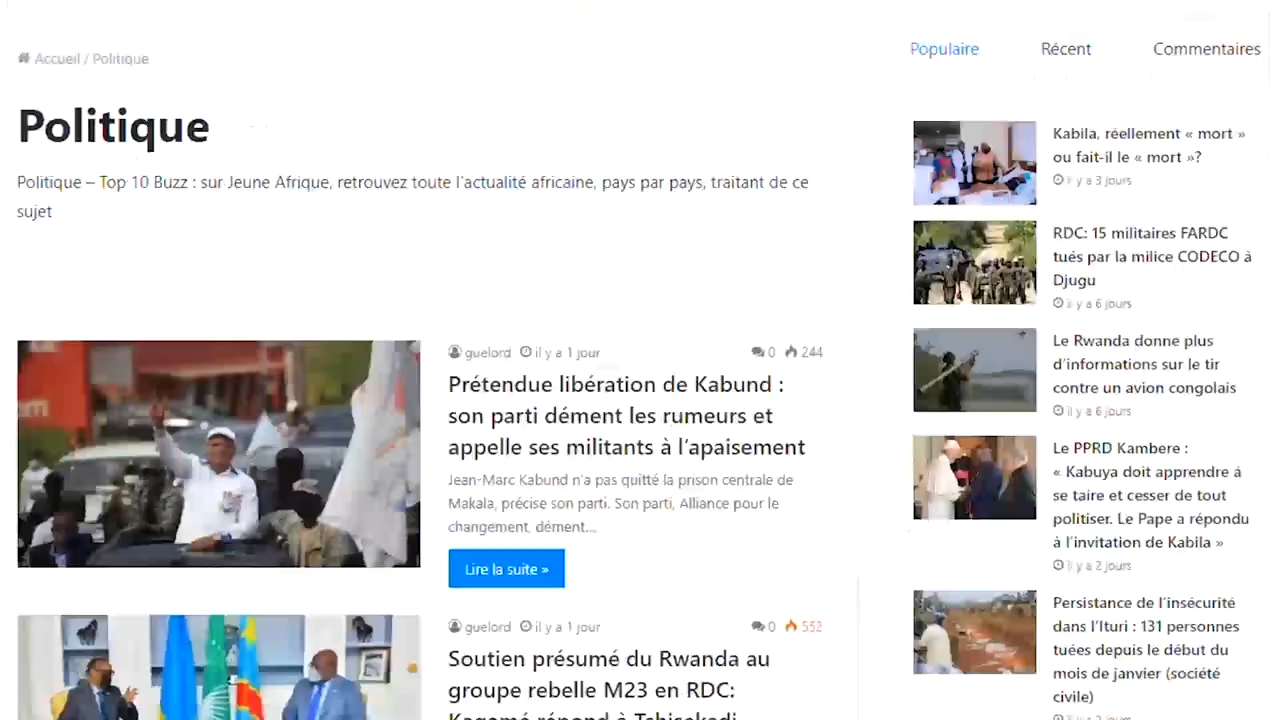 Accueil / Politique
Politique
Politique – Top 10 Buzz : sur Jeune Afrique, retrouvez toute l'actualité africaine, pays par pays, traitant de ce
sujet
guelord il y a 1 jour 0 244
Prétendue libération de Kabund :
son parti dément les rumeurs et
appelle ses militants à l'apaisement
Jean-Marc Kabund n'a pas quitté la prison centrale de
Makala, précise son parti. Son parti, Alliance pour le
changement, dément...
Lire la suite »
guelord il y a 1 jour 0 552
Soutien présumé du Rwanda au
groupe rebelle M23 en RDC:
Kagamé répond à Tshisekedi
Populaire Récent Commentaires
Kabila, réellement « mort »
ou fait-il le « mort »?
il y a 3 jours
RDC: 15 militaires FARDC
tués par la milice CODECO à
Djugu
il y a 6 jours
Le Rwanda donne plus
d'informations sur le tir
contre un avion congolais
il y a 6 jours
Le PPRD Kambere :
« Kabuya doit apprendre à
se taire et cesser de tout
politiser. Le Pape a répondu
à l'invitation de Kabila »
il y a 2 jours
Persistance de l'insécurité
dans l'Ituri : 131 personnes
tuées depuis le début du
mois de janvier (société
civile)